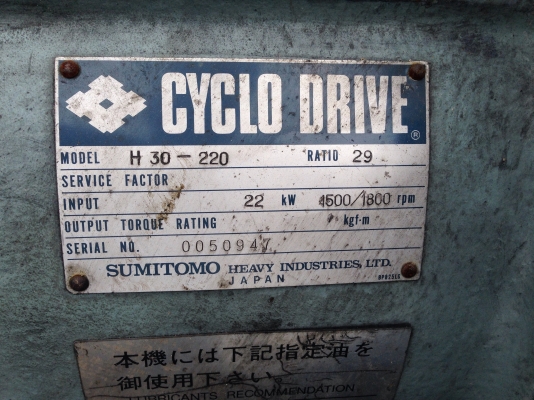 CYCLO DRIVE®
MODEL H 30-220 RATIO 29
SERVICE FACTOR
INPUT 22 kW 1500/1800 rpm
OUTPUT TORQUE RATING kgf-m
SERIAL NO. 0050947
SUMITOMO HEAVY INDUSTRIES, LTD.
JAPAN
本機には下記指定油を
御使用下さい
LUBRICANTS RECOMMENDATION